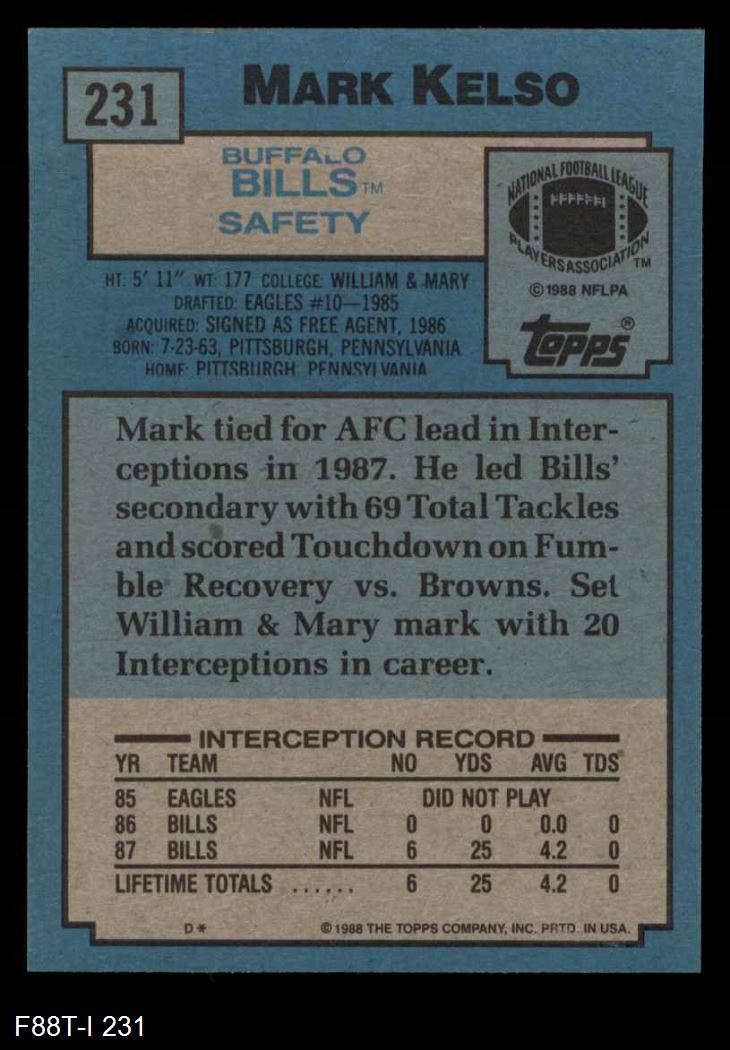 231
MARK KELSO
BUFFALO
BILLS™
SAFETY
NATIONAL FOOTBALL LEAGUE
PLAYERS ASSOCIATION TM
©1988 NFLPA
Topps®
HT: 5' 11" WT: 177 COLLEGE: WILLIAM & MARY
DRAFTED: EAGLES #10—1985
ACQUIRED: SIGNED AS FREE AGENT, 1986
BORN: 7-23-63, PITTSBURGH, PENNSYLVANIA
HOME: PITTSBURGH, PENNSYLVANIA
Mark tied for AFC lead in Inter-
ceptions in 1987. He led Bills'
secondary with 69 Total Tackles
and scored Touchdown on Fum-
ble Recovery vs. Browns. Set
William & Mary mark with 20
Interceptions in career.
INTERCEPTION RECORD
YR TEAM NO YDS AVG TDS
85 EAGLES NFL DID NOT PLAY
86 BILLS NFL 0 0 0.0 0
87 BILLS NFL 6 25 4.2 0
LIFETIME TOTALS ...... 6 25 4.2 0
D* ©1988 THE TOPPS COMPANY, INC. PRTD. IN USA.
F88T-I 231